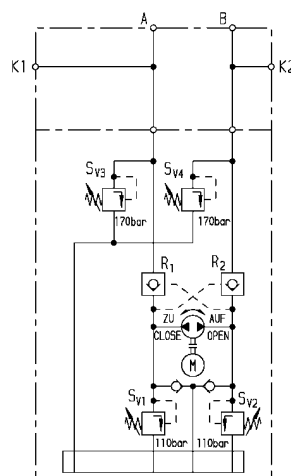 A B
K1 K2
SV3 SV4
170bar 170bar
R1 R2
ZU AUF
CLOSE OPEN
M
SV1 SV2
110bar 110bar